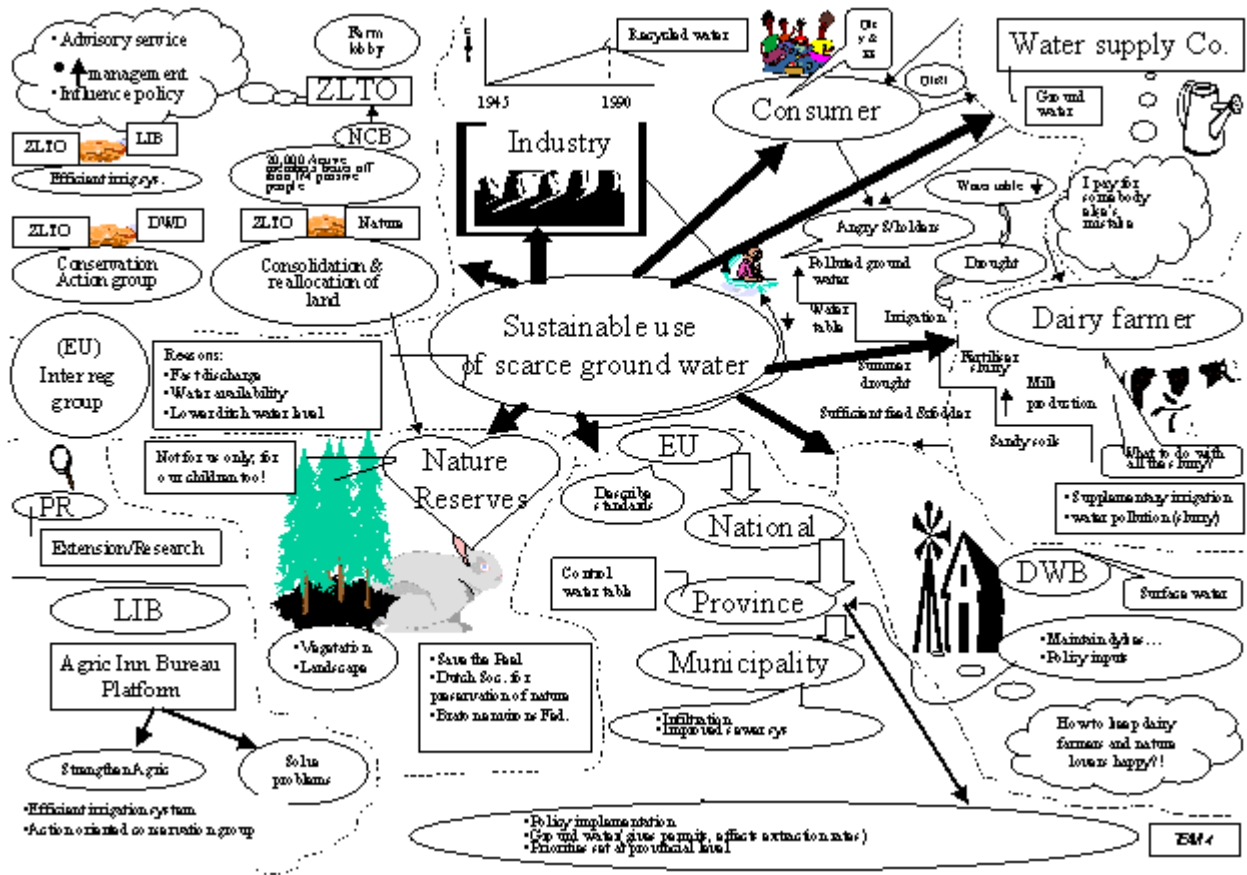 • Advisory service
• management
• Influence policy
Farm
lobby
ZLTO
NCB
ZLTO
LIB
Efficient irrig sys.
people
ZLTO
DWD
Conservation
Action group
ZLTO
Nature
Consolidation &
reallocation of
land
(EU)
Interreg
group
PR
Extension/Research
LIB
Agric Inn Bureau
Platform
Strengthen Agric
Solve
problems
•Efficient irrigation system
•Action oriented conservation group
Reasons:
•Fast discharge
•Water availability
•Lower ditch water level
Not for us only; for
our children too!
Nature
Reserves
•Vegetation
•Landscape
•Save the Peel
•Dutch Soc. for
preservation of nature
1945
1990
Recycled water
Industry
Consumer
Sustainable use
of scarce ground water
Water supply Co.
Ground
water
Water table
Angry S/holders
Drought
I pay for
somebody
mistake
Polluted ground
water
Water
table
Irrigation
Dairy farmer
Fertiliser
slurry
Summer
drought
Milk
production
Sufficient feed & fodder
Sandy soils
What to do with
all the slurry?
•Supplementary irrigation
•water pollution (slurry)
EU
Describe
standards
National
Control
water table
Province
Municipality
•Infiltration
•Improved sewer sys
DWB
Surface water
•Maintain dykes...
•Policy inputs
How to keep dairy
farmers and nature
lovers happy?!
•Policy implementation
•Ground water (gives permits, affects extraction rates)
•Priorities set at provincial level